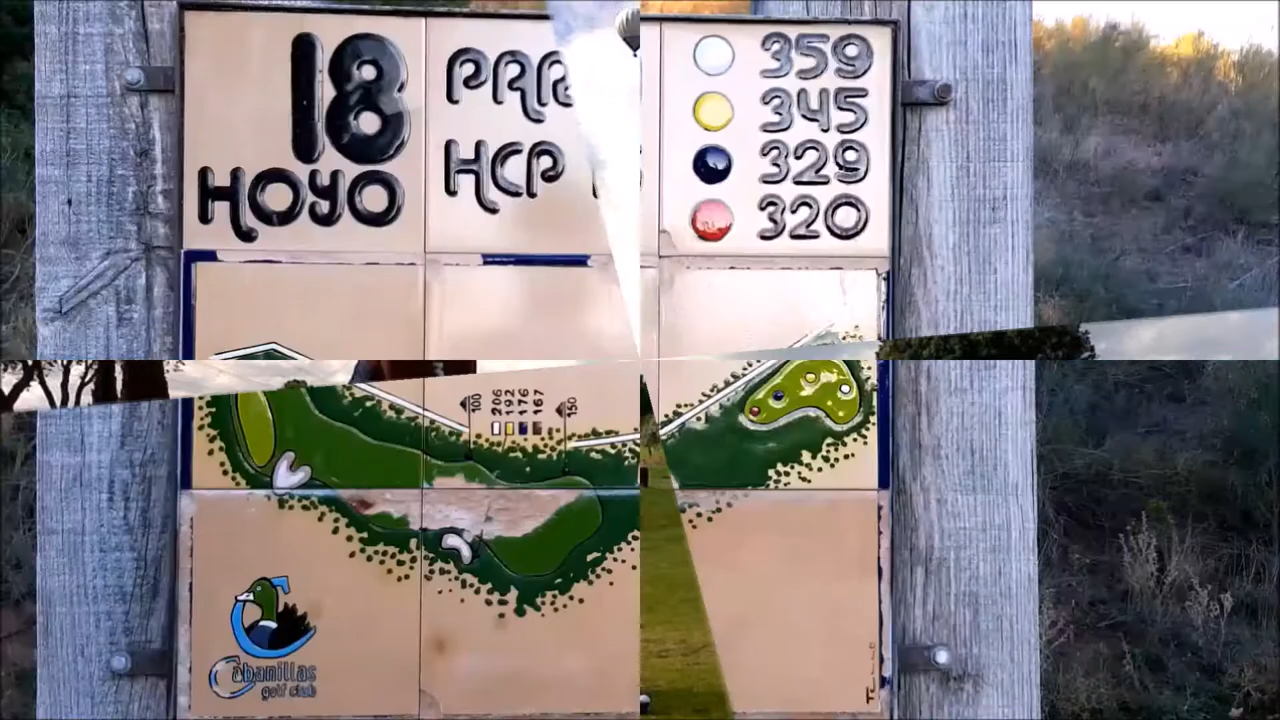 18
HOYO
PAR
HCP
359
345
329
320
100
206
192
176
167
150
Cabanillas
golf club